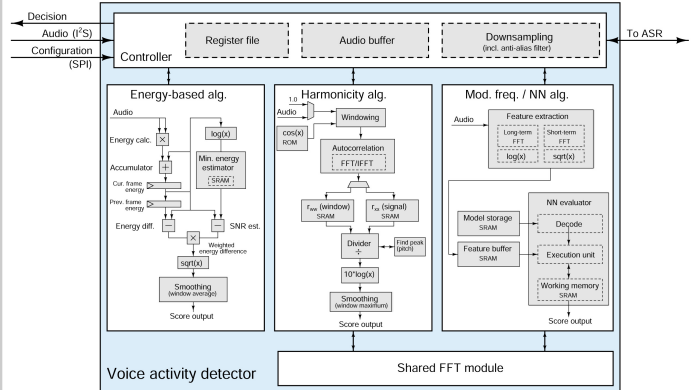 Decision
Audio (I²S)
Configuration
(SPI)
Controller
Register file
Audio buffer
Downsampling
(incl. anti-alias filter)
To ASR
Energy-based alg.
Audio
Energy calc.
×
log(x)
Accumulator
+
Min. energy
estimator
SRAM
Cur. frame
energy
Prev. frame
energy
Energy diff.
−
−
SNR est.
×
Weighted
energy difference
sqrt(x)
Smoothing
(window average)
Score output
Harmonicity alg.
1.0
Audio
Windowing
cos(x)
ROM
Autocorrelation
FFT/IFFT
rww (window)
SRAM
rxx (signal)
SRAM
Divider
÷
Find peak
(pitch)
10*log(x)
Smoothing
(window maximum)
Score output
Mod. freq. / NN alg.
Audio
Feature extraction
Long-term
FFT
Short-term
FFT
log(x)
sqrt(x)
NN evaluator
Model storage
SRAM
Decode
Feature buffer
SRAM
Execution unit
Working memory
SRAM
Score output
Voice activity detector
Shared FFT module